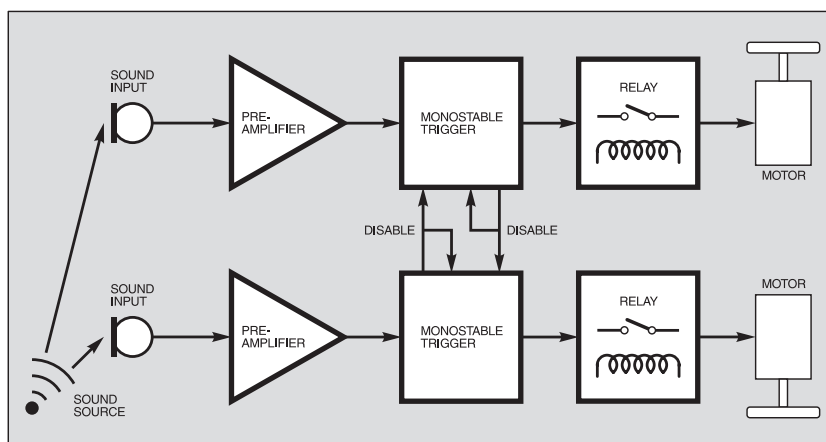 SOUND
INPUT
PRE-
AMPLIFIER
MONOSTABLE
TRIGGER
RELAY
MOTOR
DISABLE
DISABLE
SOUND
INPUT
PRE-
AMPLIFIER
MONOSTABLE
TRIGGER
RELAY
MOTOR
SOUND
SOURCE